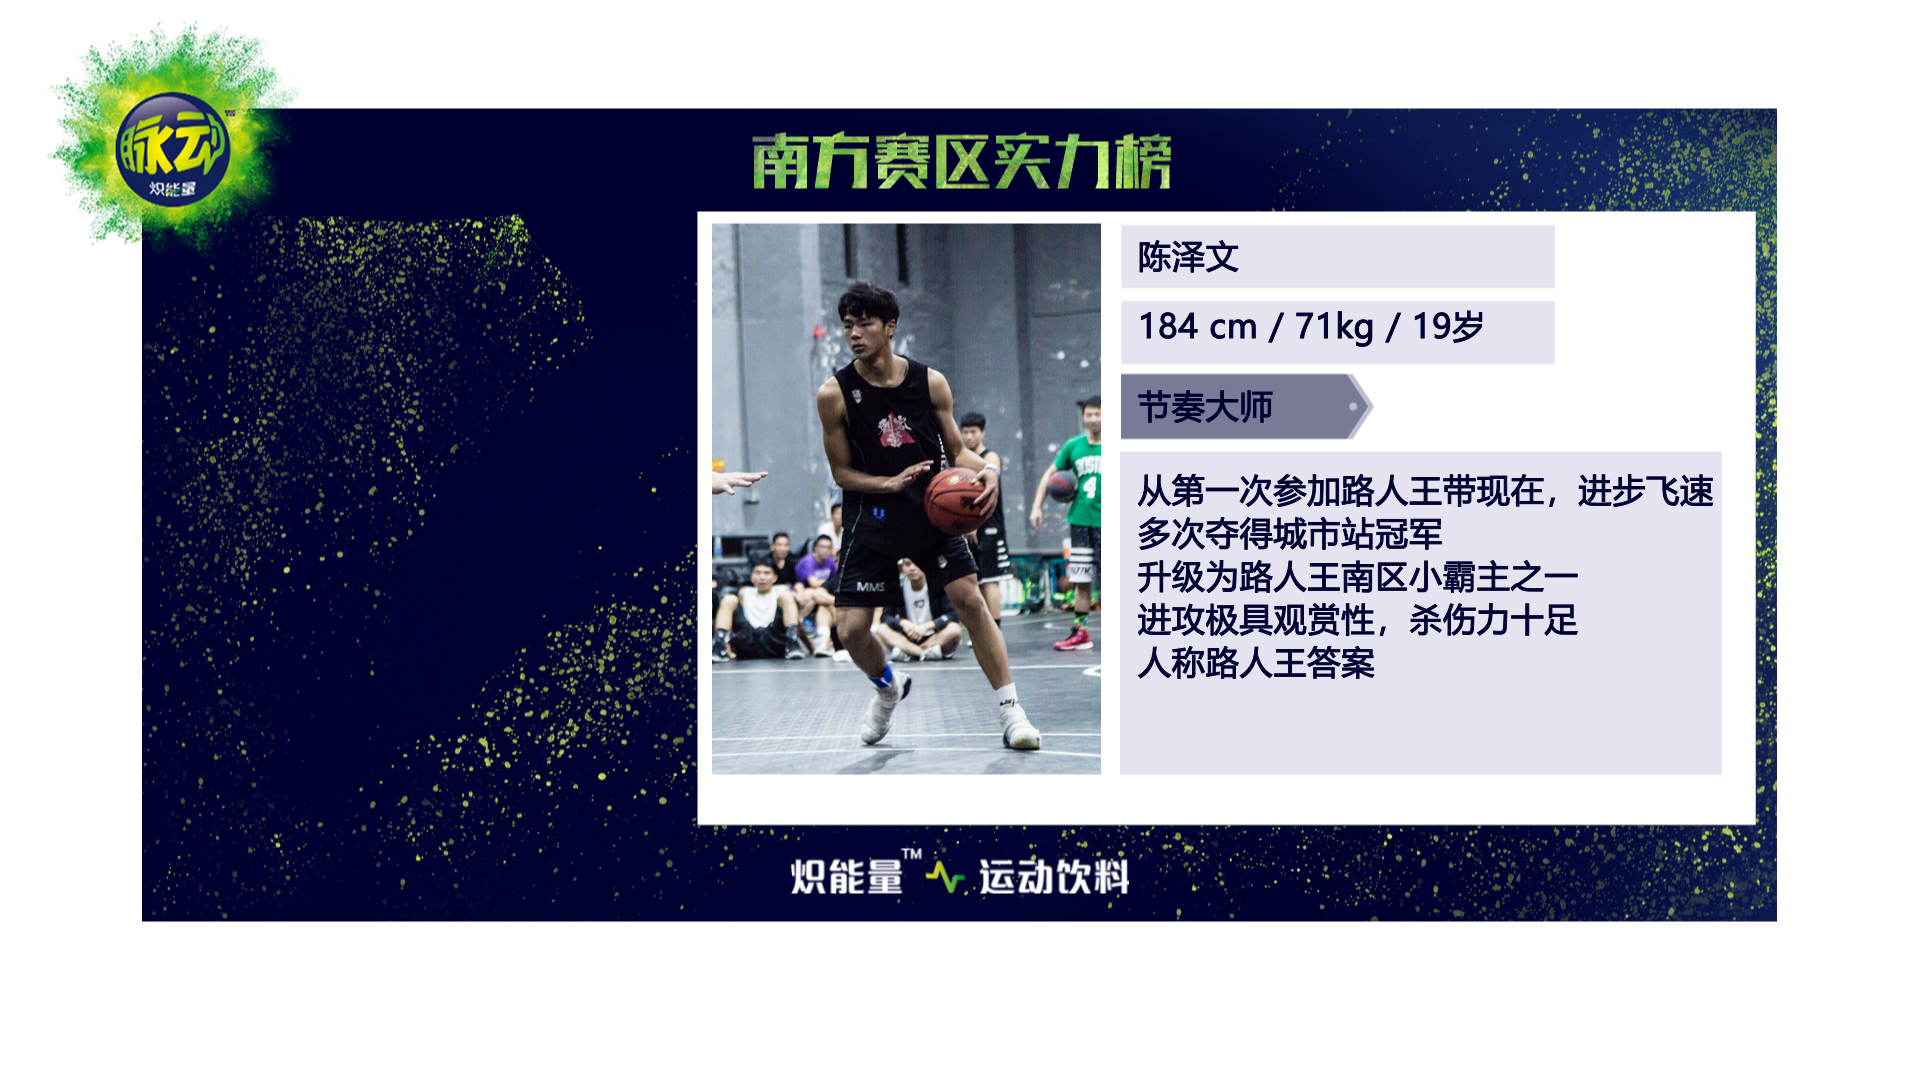 脉动™
炽能量
南方赛区实力榜
陈泽文
184 cm / 71kg / 19岁
节奏大师
从第一次参加路人王带现在，进步飞速
多次夺得城市站冠军
升级为路人王南区小霸主之一
进攻极具观赏性，杀伤力十足
人称路人王答案
MMS
4
炽能量™ 运动饮料